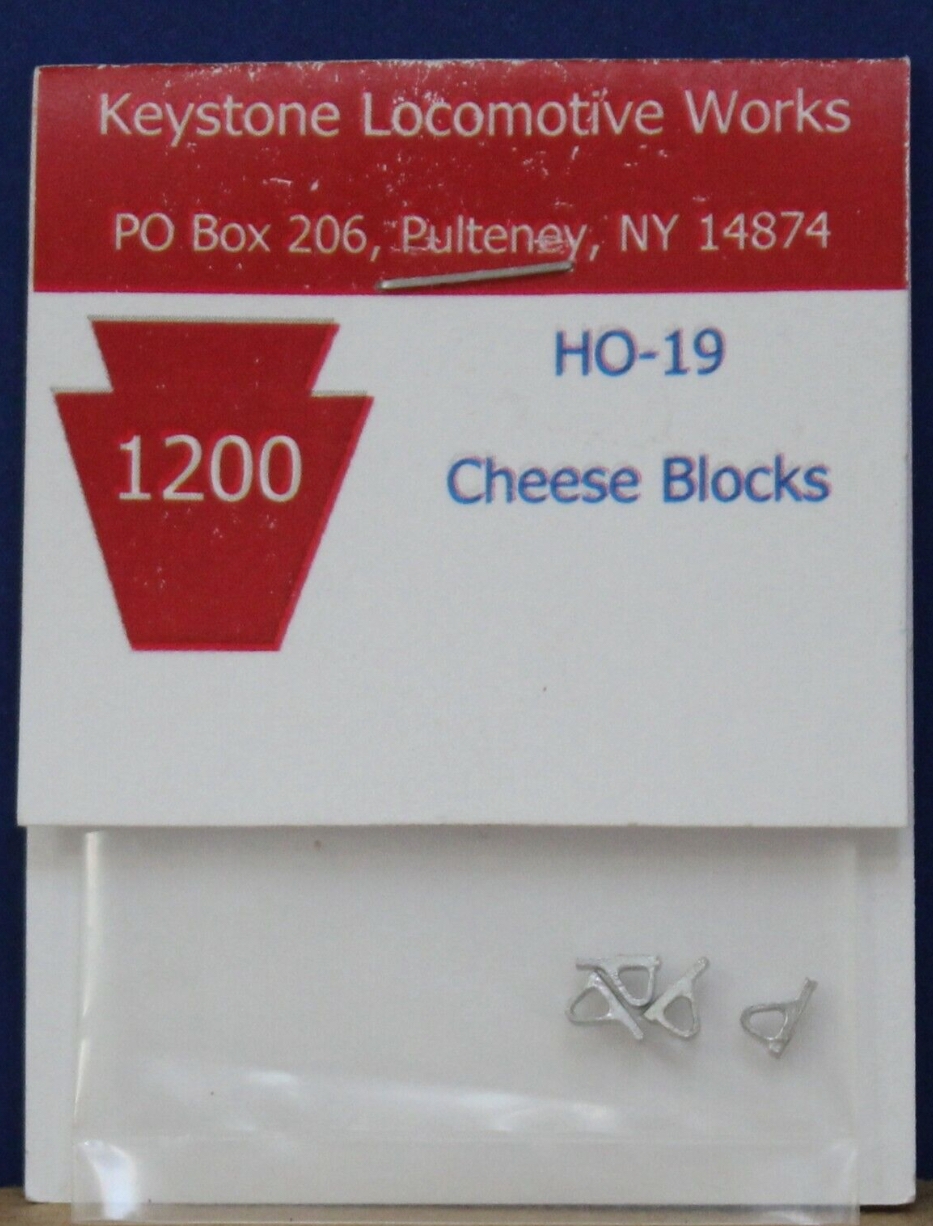 Keystone Locomotive Works
PO Box 206, Pulteney, NY 14874
HO-19
1200
Cheese Blocks